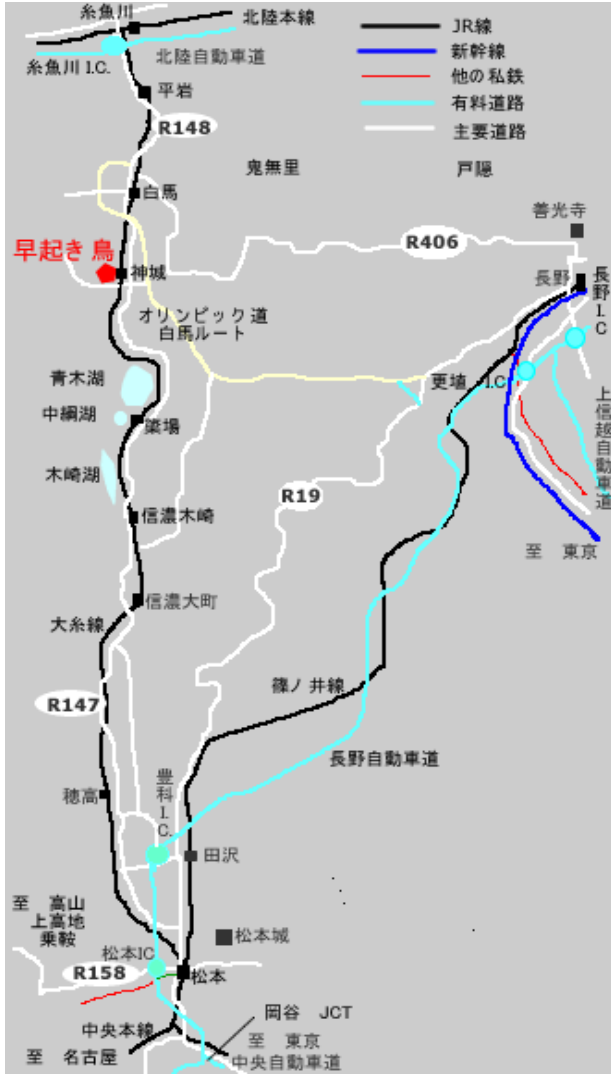 糸魚川
北陸本線
糸魚川 I.C.
北陸自動車道
JR線
新幹線
他の私鉄
有料道路
主要道路
平岩
R148
鬼無里
戸隠
白馬
善光寺
R406
早起き 鳥
神城
長野
長野I.C
オリンピック 道
白馬ルート
青木湖
更埴 I.C
上信越自動車道
中綱湖
簗場
木崎湖
R19
信濃木崎
至 東京
信濃大町
大糸線
篠ノ井線
R147
長野自動車道
豊科I.C.
穂高
田沢
至 高山
上高地
乗鞍
松本城
松本IC
R158
松本
岡谷 JCT
中央本線
至 東京
至 名古屋
中央自動車道